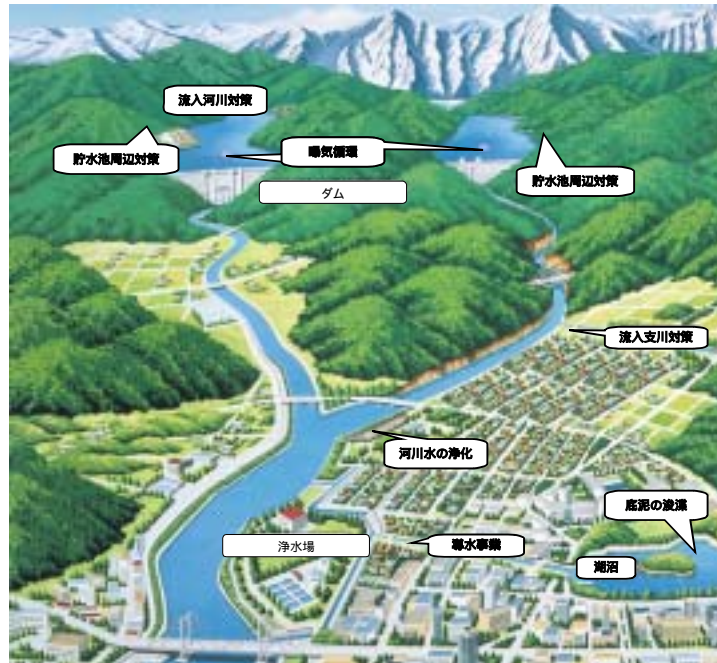 流入河川対策
貯水池周辺対策
曝気循環
貯水池周辺対策
ダム
流入支川対策
河川水の浄化
底泥の浚渫
浄水場
導水事業
湖沼